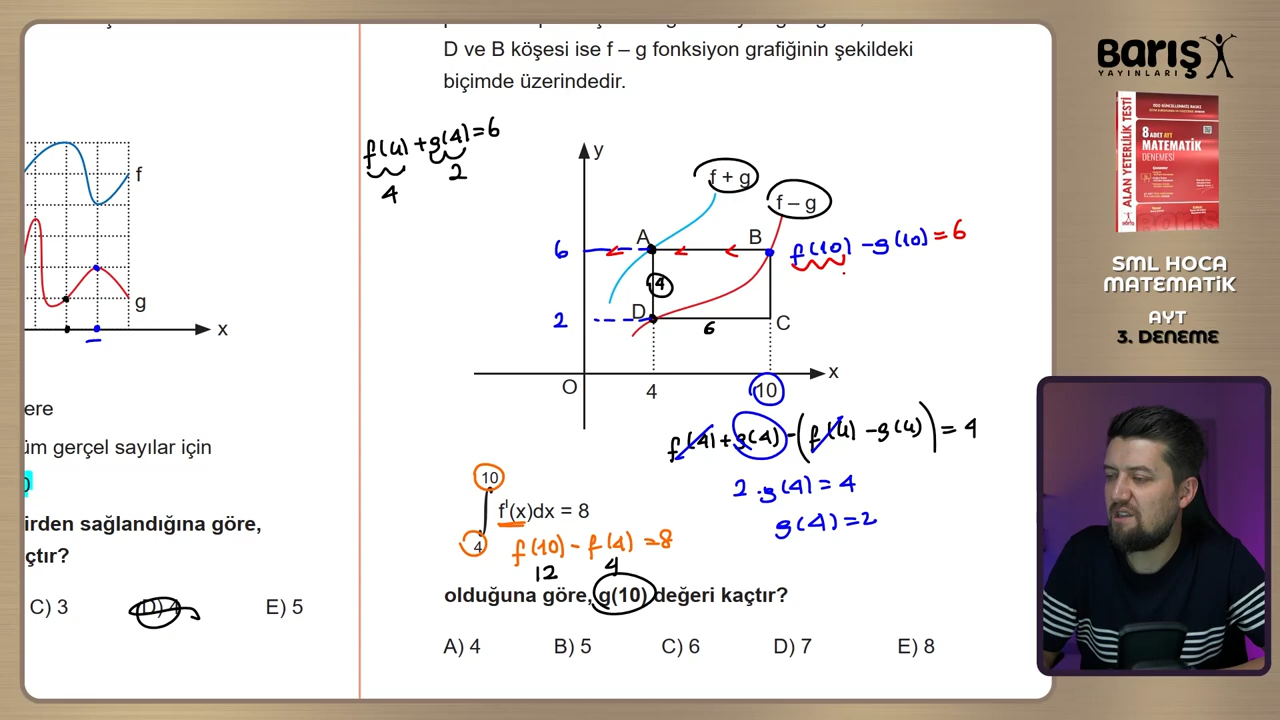 f
g
x
ere
üm gerçel sayılar için
irden sağlandığına göre,
çtır?
C) 3
E) 5
D ve B köşesi ise f – g fonksiyon grafiğinin şekildeki
biçimde üzerindedir.
f(4) + g(4) = 6
4
2
y
f + g
f – g
6
A
B
f(10) - g(10) = 6
4
2
D
6
C
O
4
10
x
f(4) + g(4) - (f(4) - g(4)) = 4
2 . g(4) = 4
g(4) = 2
10
f'(x)dx = 8
4
f(10) - f(4) = 8
12
4
olduğuna göre, g(10) değeri kaçtır?
A) 4
B) 5
C) 6
D) 7
E) 8
Barış
YAYINLARI
ALAN YETERLİLİK TESTİ
8 ADET AYT
MATEMATİK
DENEMESİ
SML HOCA
MATEMATİK
AYT
3. DENEME